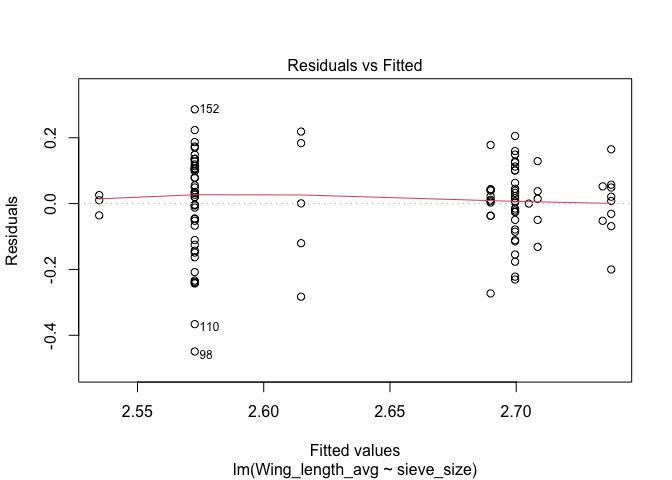 Residuals vs Fitted
Residuals
0.2
0.0
-0.2
-0.4
152
110
98
2.55
2.60
2.65
2.70
Fitted values
lm(Wing_length_avg ~ sieve_size)